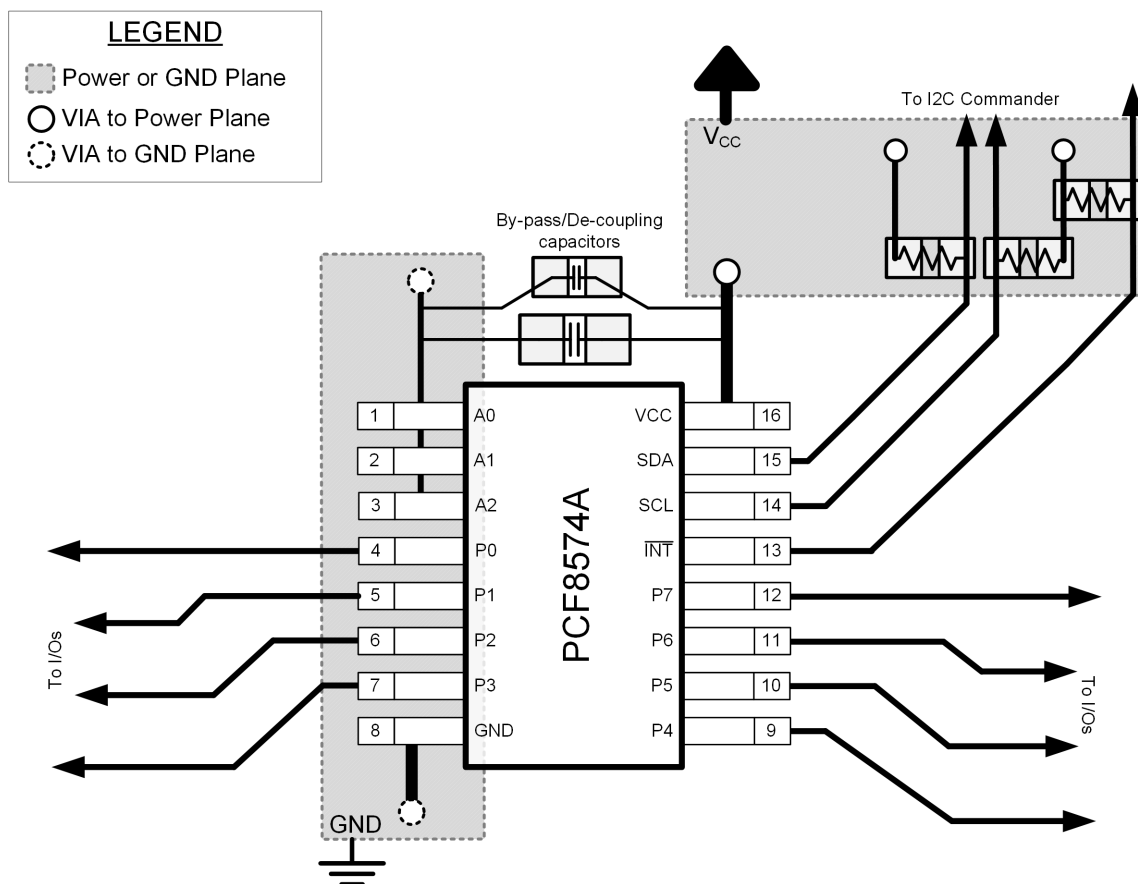 LEGEND
Power or GND Plane
VIA to Power Plane
VIA to GND Plane
To I2C Commander
VCC
By-pass/De-coupling
capacitors
1 A0 VCC 16
2 A1 SDA 15
3 A2 SCL 14
4 P0 INT 13
5 P1 P7 12
6 P2 P6 11
7 P3 P5 10
8 GND P4 9
PCF8574A
To I/Os
To I/Os
GND